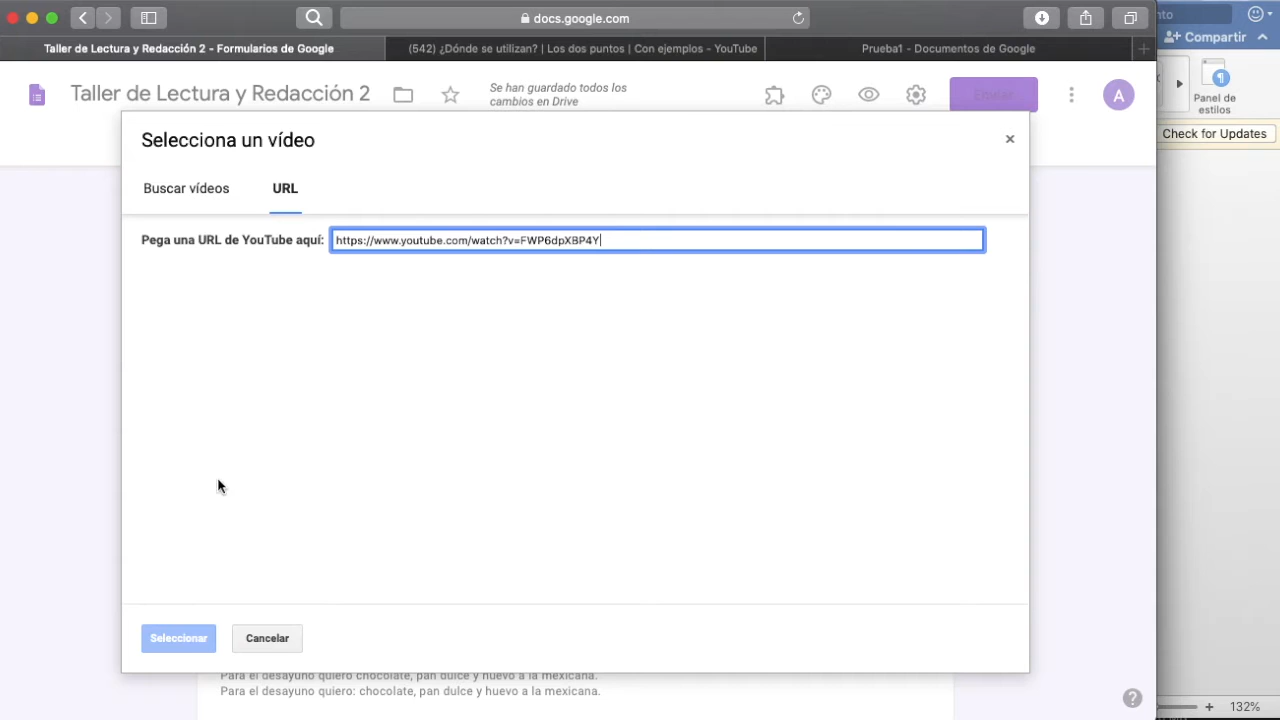 docs.google.com
nto
Taller de Lectura y Redacción 2 - Formularios de Google
(542) ¿Dónde se utilizan? | Los dos puntos | Con ejemplos - YouTube
Prueba1 - Documentos de Google
Compartir
Taller de Lectura y Redacción 2
Se han guardado todos los
cambios en Drive
Enviar
A
Panel de
estilos
Check for Updates
Selecciona un vídeo
×
Buscar vídeos
URL
Pega una URL de YouTube aquí:
https://www.youtube.com/watch?v=FWP6dpXBP4Y
Seleccionar
Cancelar
Para el desayuno quiero chocolate, pan dulce y huevo a la mexicana.
Para el desayuno quiero: chocolate, pan dulce y huevo a la mexicana.
132%